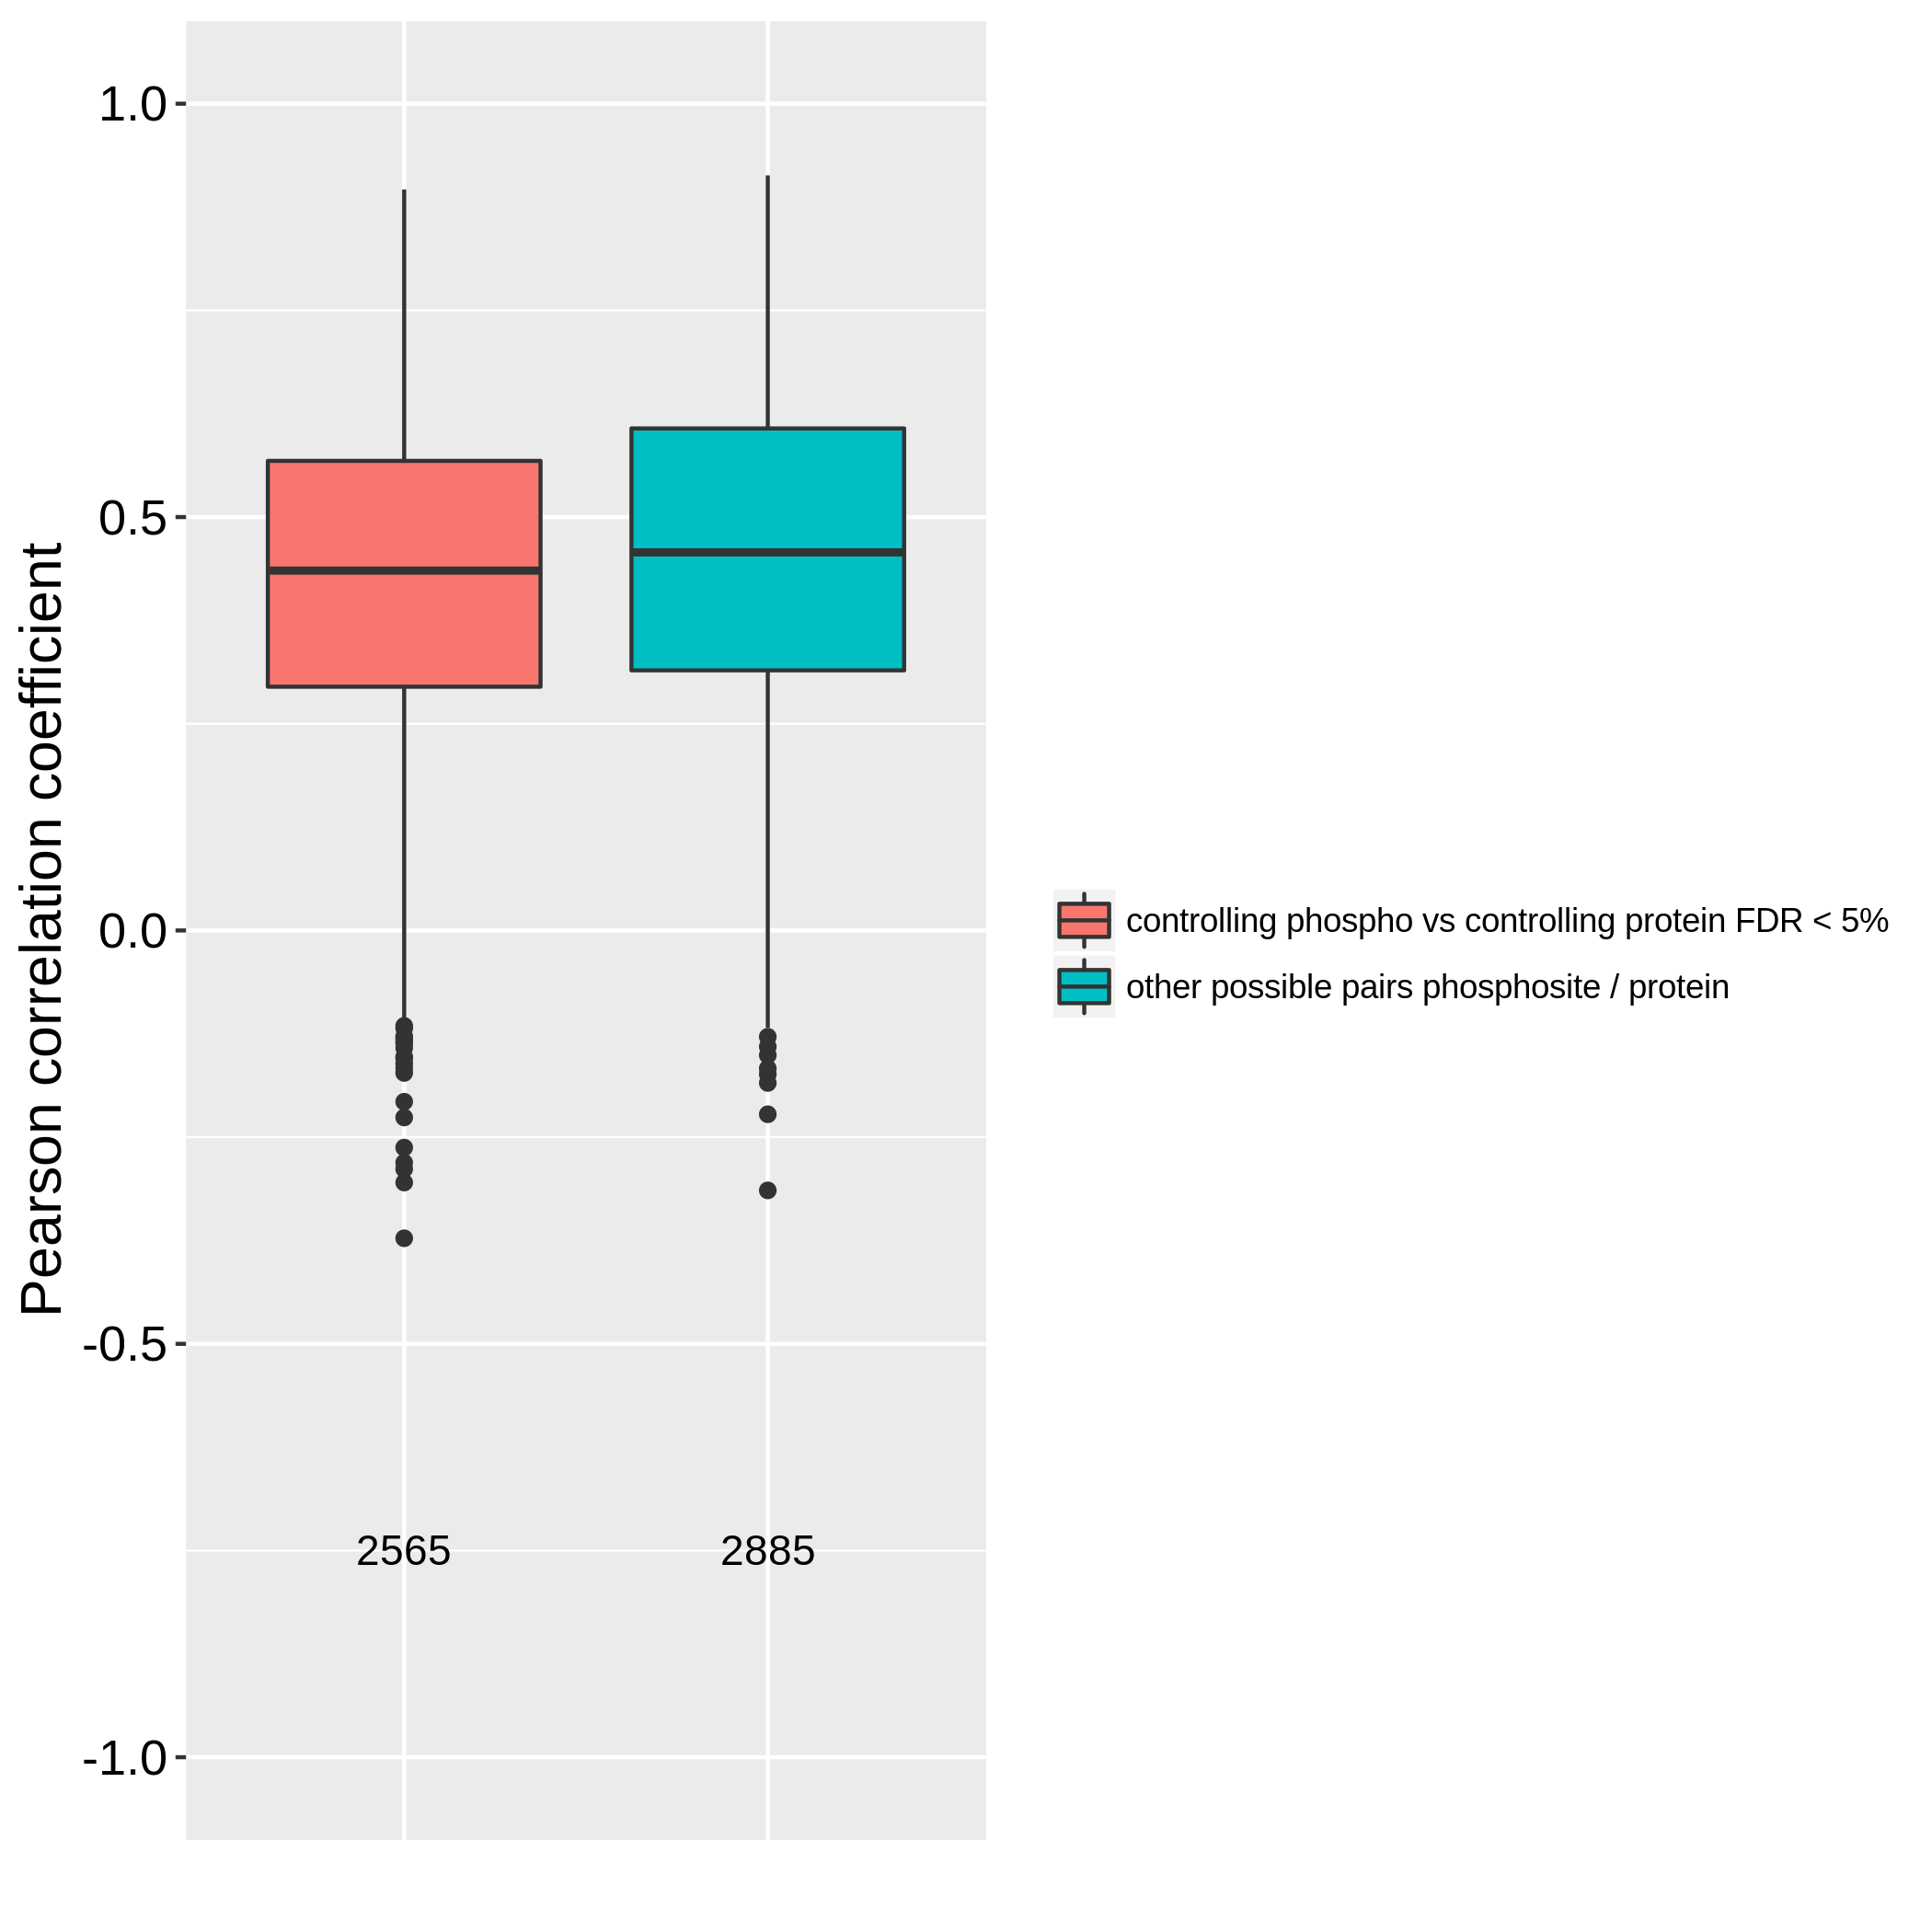 Pearson correlation coefficient
1.0
0.5
0.0
-0.5
-1.0
2565
2885
controlling phospho vs controlling protein FDR < 5%
other possible pairs phosphosite / protein